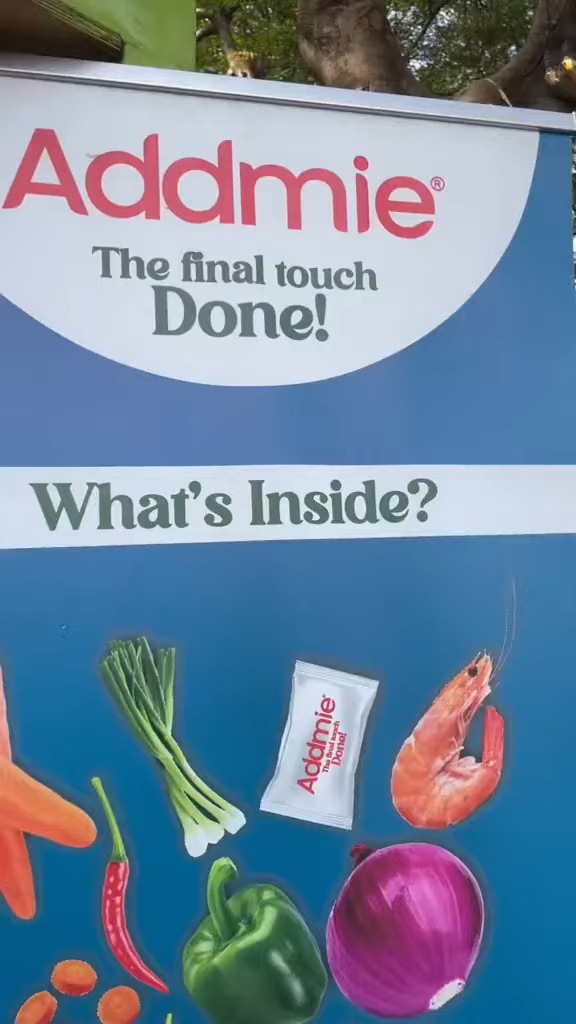 Addmie®
The final touch
Done!
What's Inside?
Addmie®
The final touch
Done!